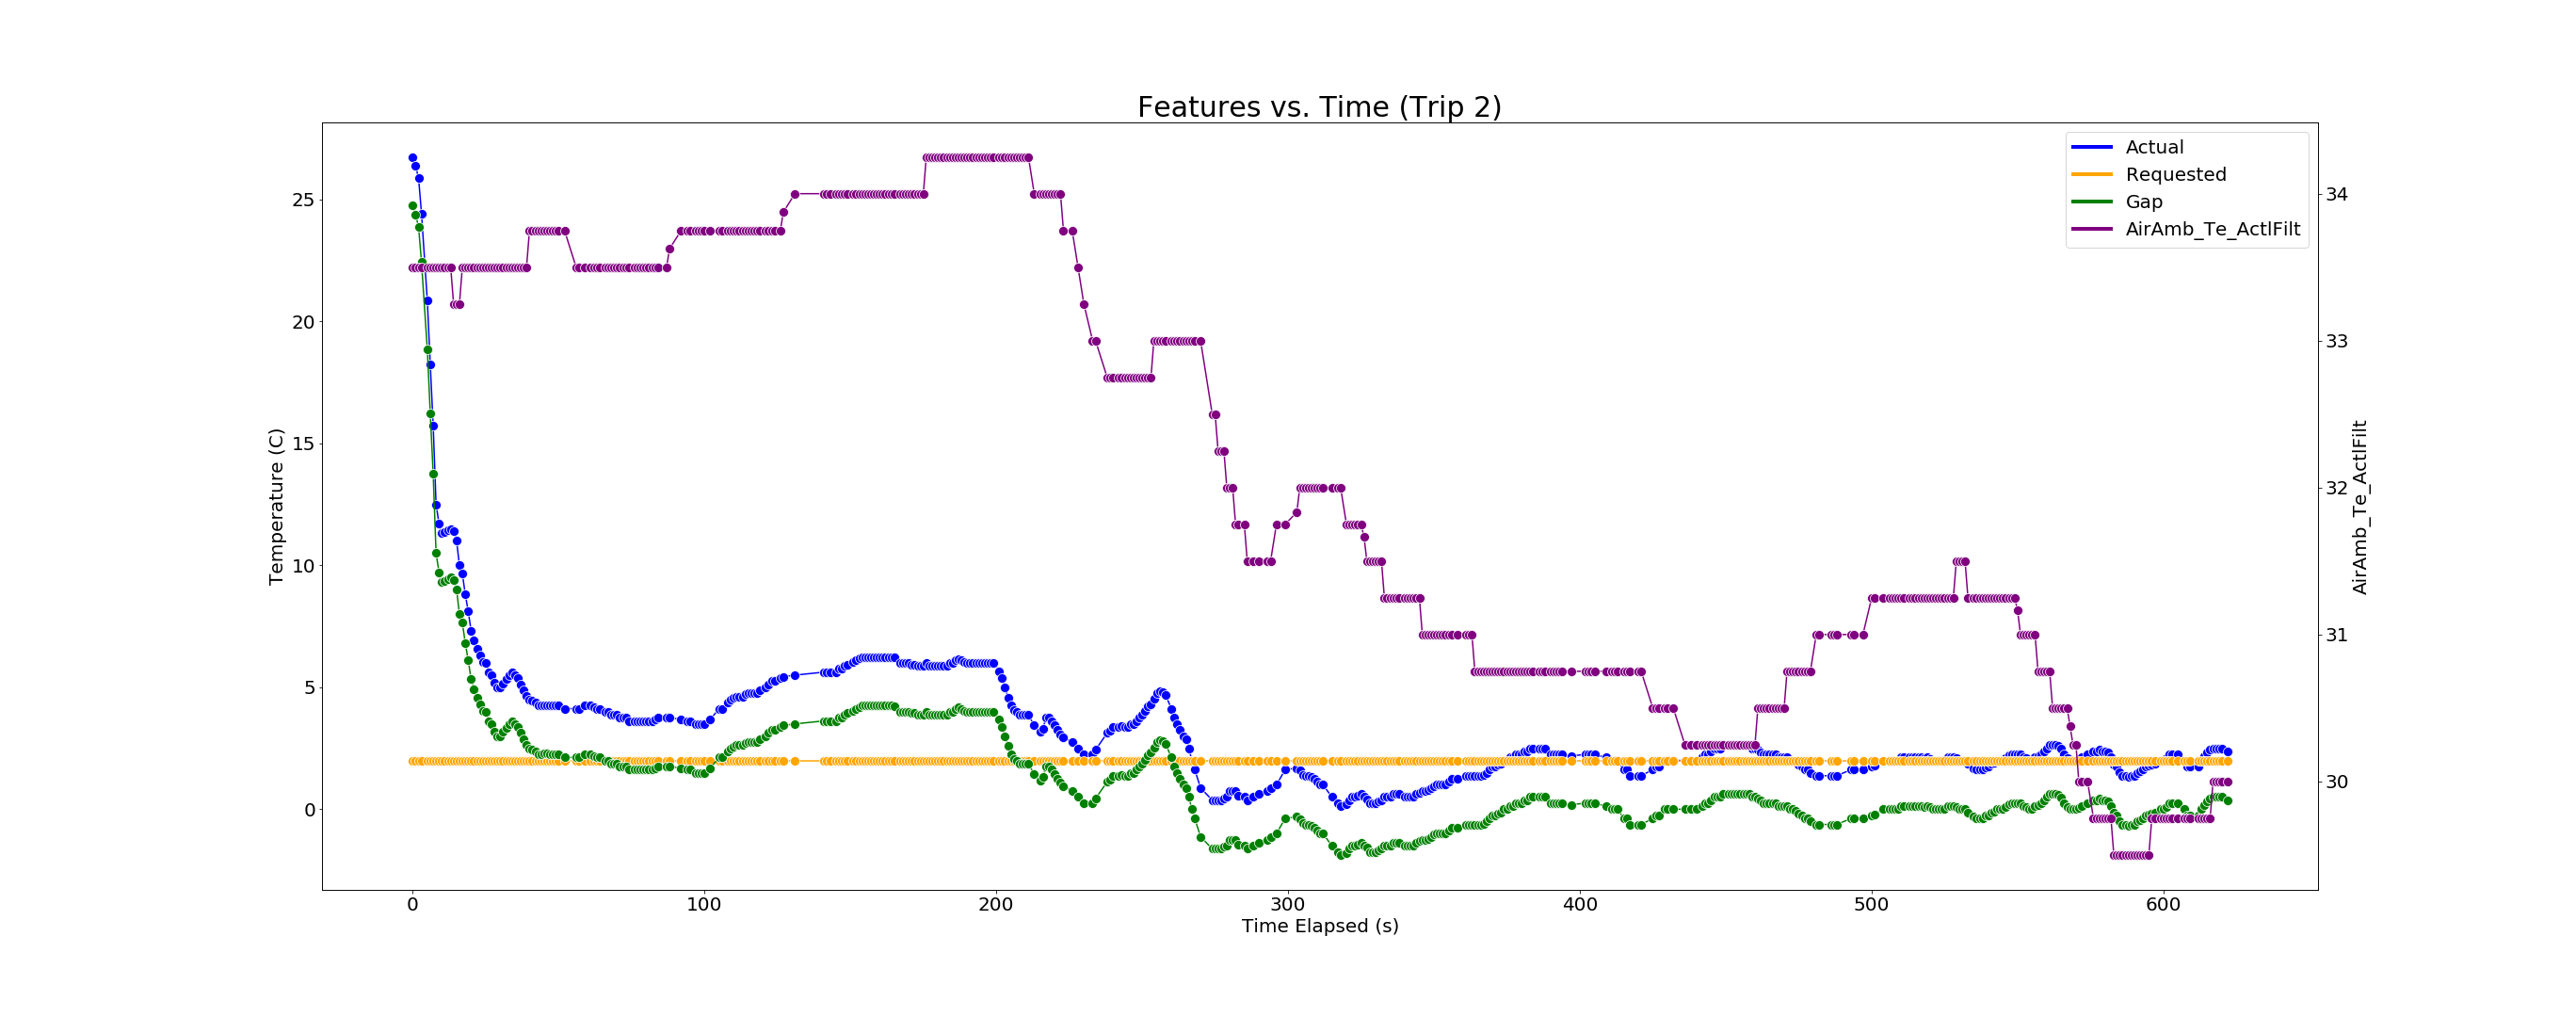 Features vs. Time (Trip 2)
Actual
Requested
Gap
AirAmb_Te_ActlFilt
Temperature (C)
25
20
15
10
5
0
34
33
32
31
30
AirAmb_Te_ActlFilt
0 100 200 300 400 500 600
Time Elapsed (s)